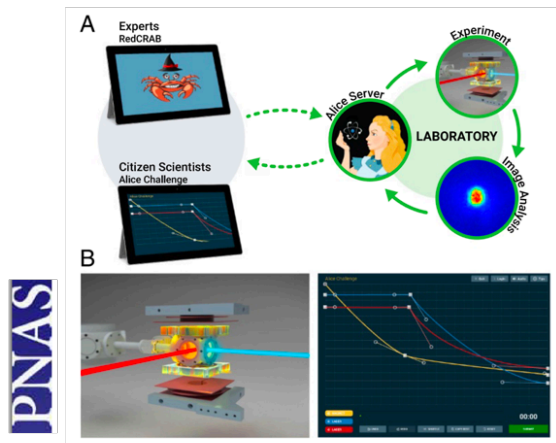 A
Experts
RedCRAB
Citizen Scientists
Alice Challenge
Alice Server
Experiment
LABORATORY
Image Analysis
B
PNAS
Alice Challenge
00:00